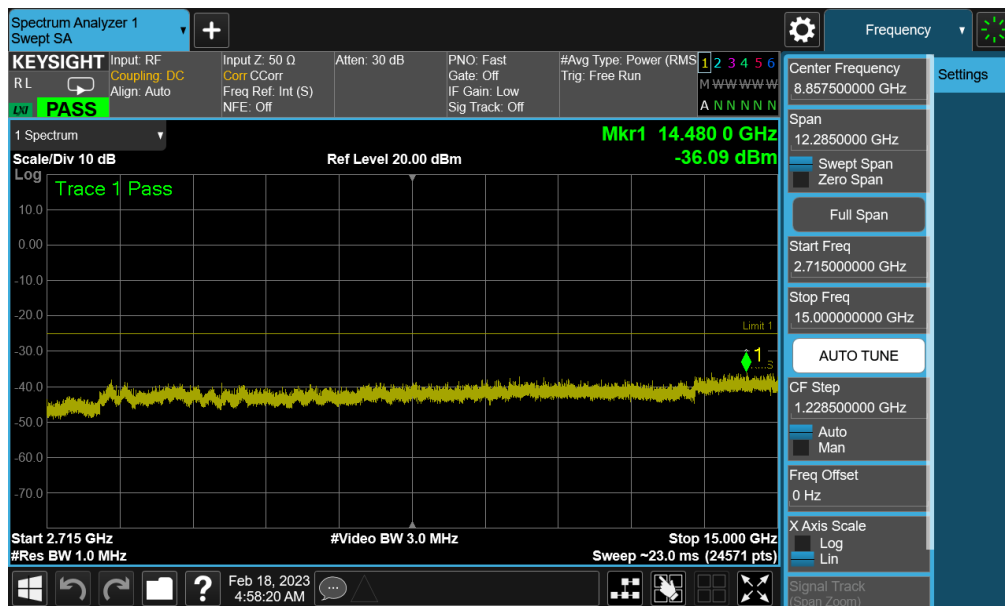 Spectrum Analyzer 1
Swept SA
Frequency
KEYSIGHT
RL
LXI PASS
Input: RF
Coupling: DC
Align: Auto
Input Z: 50 Ω
Corr CCorr
Freq Ref: Int (S)
NFE: Off
Atten: 30 dB
PNO: Fast
Gate: Off
IF Gain: Low
Sig Track: Off
#Avg Type: Power (RMS
Trig: Free Run
1 2 3 4 5 6
M W W W W W
A N N N N N
1 Spectrum
Scale/Div 10 dB
Ref Level 20.00 dBm
Mkr1 14.480 0 GHz
-36.09 dBm
Log
Trace 1 Pass
10.0
0.00
-10.0
-20.0
-30.0
-40.0
-50.0
-60.0
-70.0
Limit 1
1
Start 2.715 GHz
#Res BW 1.0 MHz
#Video BW 3.0 MHz
Stop 15.000 GHz
Sweep ~23.0 ms (24571 pts)
Feb 18, 2023
4:58:20 AM
Center Frequency
8.857500000 GHz
Span
12.2850000 GHz
Swept Span
Zero Span
Full Span
Start Freq
2.715000000 GHz
Stop Freq
15.000000000 GHz
AUTO TUNE
CF Step
1.228500000 GHz
Auto
Man
Freq Offset
0 Hz
X Axis Scale
Log
Lin
Signal Track
(Span Zoom)
Settings